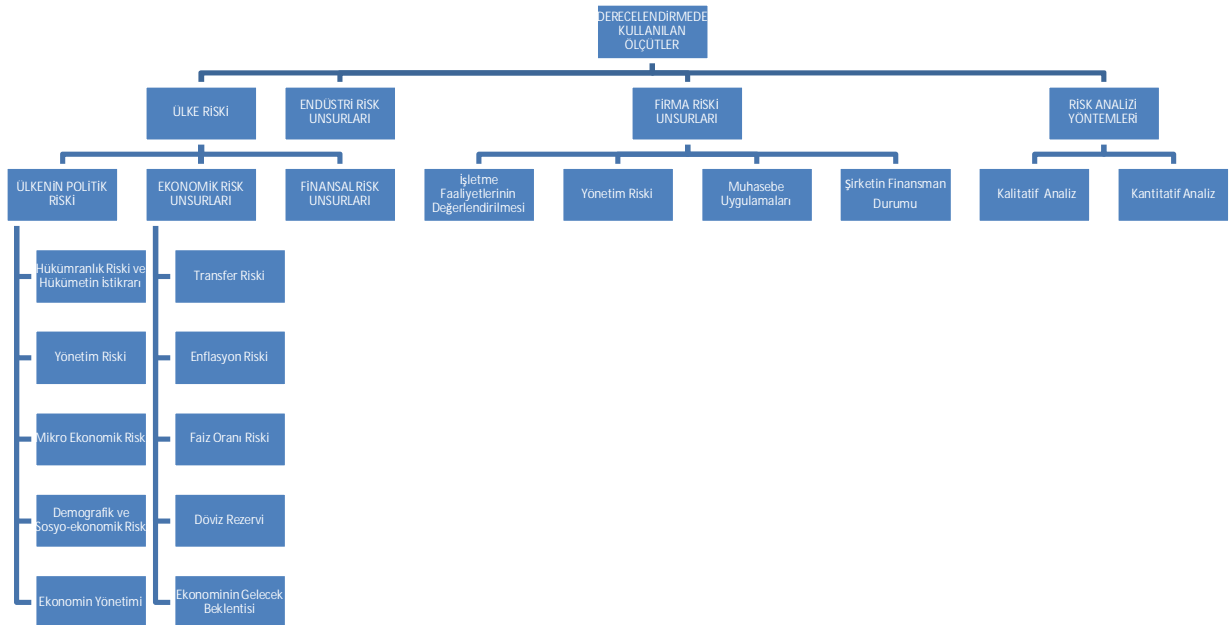 DERECELENDİRMEDE
KULLANILAN
ÖLÇÜTLER
ÜLKE RİSKİ
ENDÜSTRİ RİSK
UNSURLARI
FİRMA RİSKİ
UNSURLARI
RISK ANALİZİ
YÖNTEMLERİ
ÜLKENİN POLİTİK
RİSKİ
EKONOMİK RİSK
UNSURLARI
FİNANSAL RİSK
UNSURLARI
İşletme
Faaliyetlerinin
Değerlendirilmesi
Yönetim Riski
Muhasebe
Uygulamaları
Şirketin Finansman
Durumu
Kalitatif Analiz
Kantitatif Analiz
Hükümranlık Riski ve
Hükümetin İstikrarı
Transfer Riski
Yönetim Riski
Enflasyon Riski
Mikro Ekonomik Risk
Faiz Oranı Riski
Demografik ve
Sosyo-ekonomik Risk
Döviz Rezervi
Ekonomin Yönetimi
Ekonominin Gelecek
Beklentisi